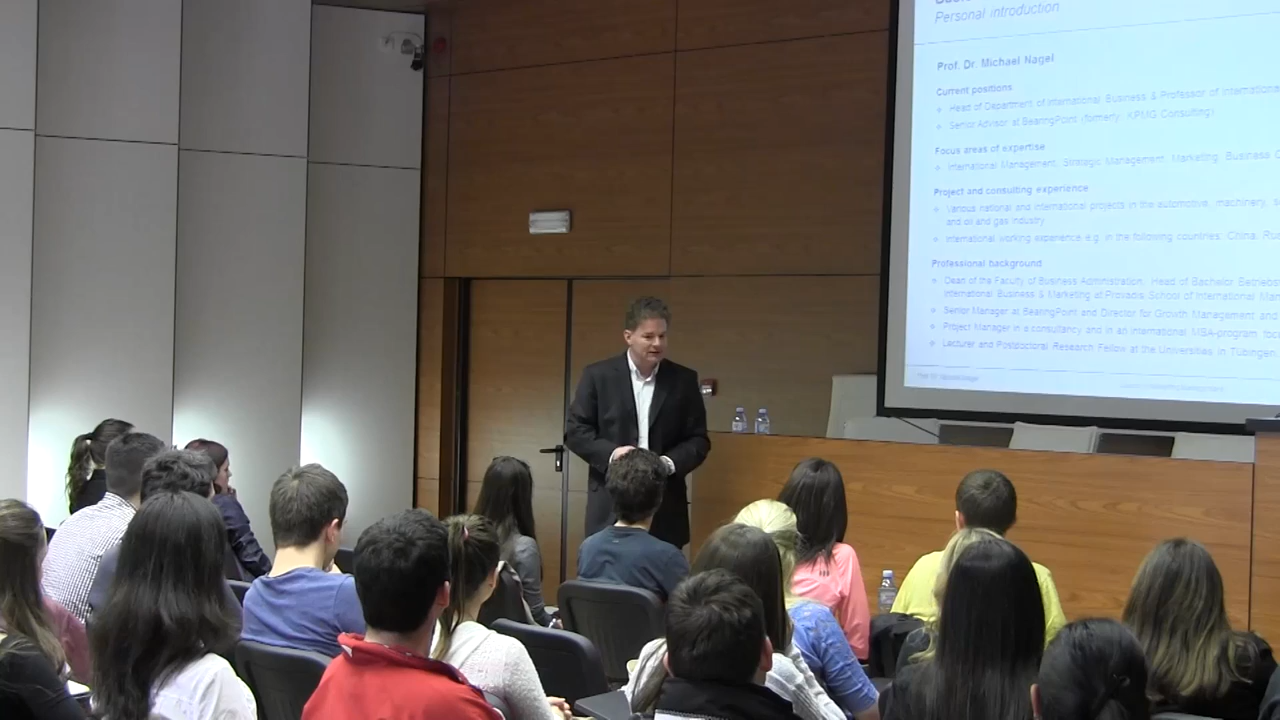 Personal introduction
Prof. Dr. Michael Nagel
Current positions
Head of Department of International Business & Professor of International
Senior Advisor at BearingPoint (formerly: KPMG Consulting)
Focus areas of expertise
International Management, Strategic Management, Marketing, Business
Project and consulting experience
Various national and international projects in the automotive, machinery,
and oil and gas industry
International working experience e.g. in the following countries: China,
Professional background
Dean of the Faculty of Business Administration, Head of Bachelor
International Business & Marketing at Provadis School of International
Senior Manager at BearingPoint and Director for Growth Management and
Project Manager in a consultancy and in an international MBA-program
Lecturer and Postdoctoral Research Fellow at the Universities in Tübingen